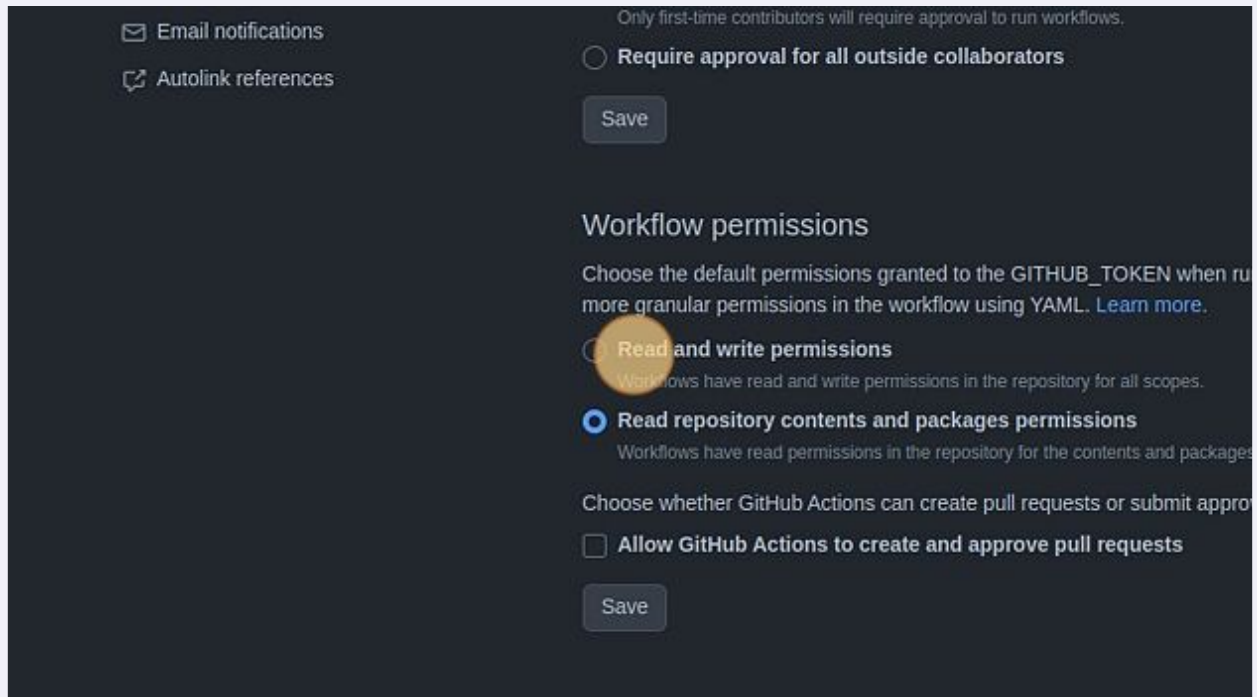 Email notifications
Autolink references
Only first-time contributors will require approval to run workflows.
Require approval for all outside collaborators
Save
Workflow permissions
Choose the default permissions granted to the GITHUB_TOKEN when ru
more granular permissions in the workflow using YAML. Learn more.
Read and write permissions
Workflows have read and write permissions in the repository for all scopes.
Read repository contents and packages permissions
Workflows have read permissions in the repository for the contents and packages
Choose whether GitHub Actions can create pull requests or submit appro
Allow GitHub Actions to create and approve pull requests
Save